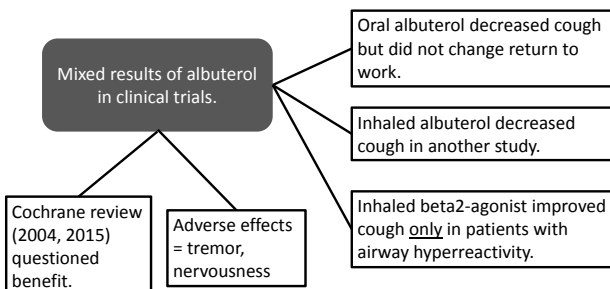 Mixed results of albuterol
in clinical trials.
Oral albuterol decreased cough
but did not change return to
work.
Inhaled albuterol decreased
cough in another study.
Inhaled beta2-agonist improved
cough only in patients with
airway hyperreactivity.
Cochrane review
(2004, 2015)
questioned
benefit.
Adverse effects
= tremor,
nervousness